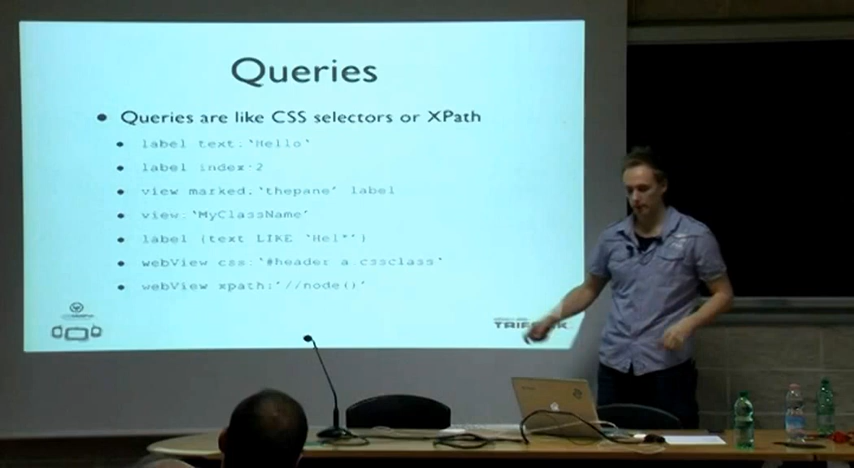 Queries
Queries are like CSS selectors or XPath
label text:'Hello'
label index:2
view marked:'thepane' label
view:'MyClassName'
label {text LIKE 'Hel*'}
webView css:'#header a.cssclass'
webView xpath:'//node()'